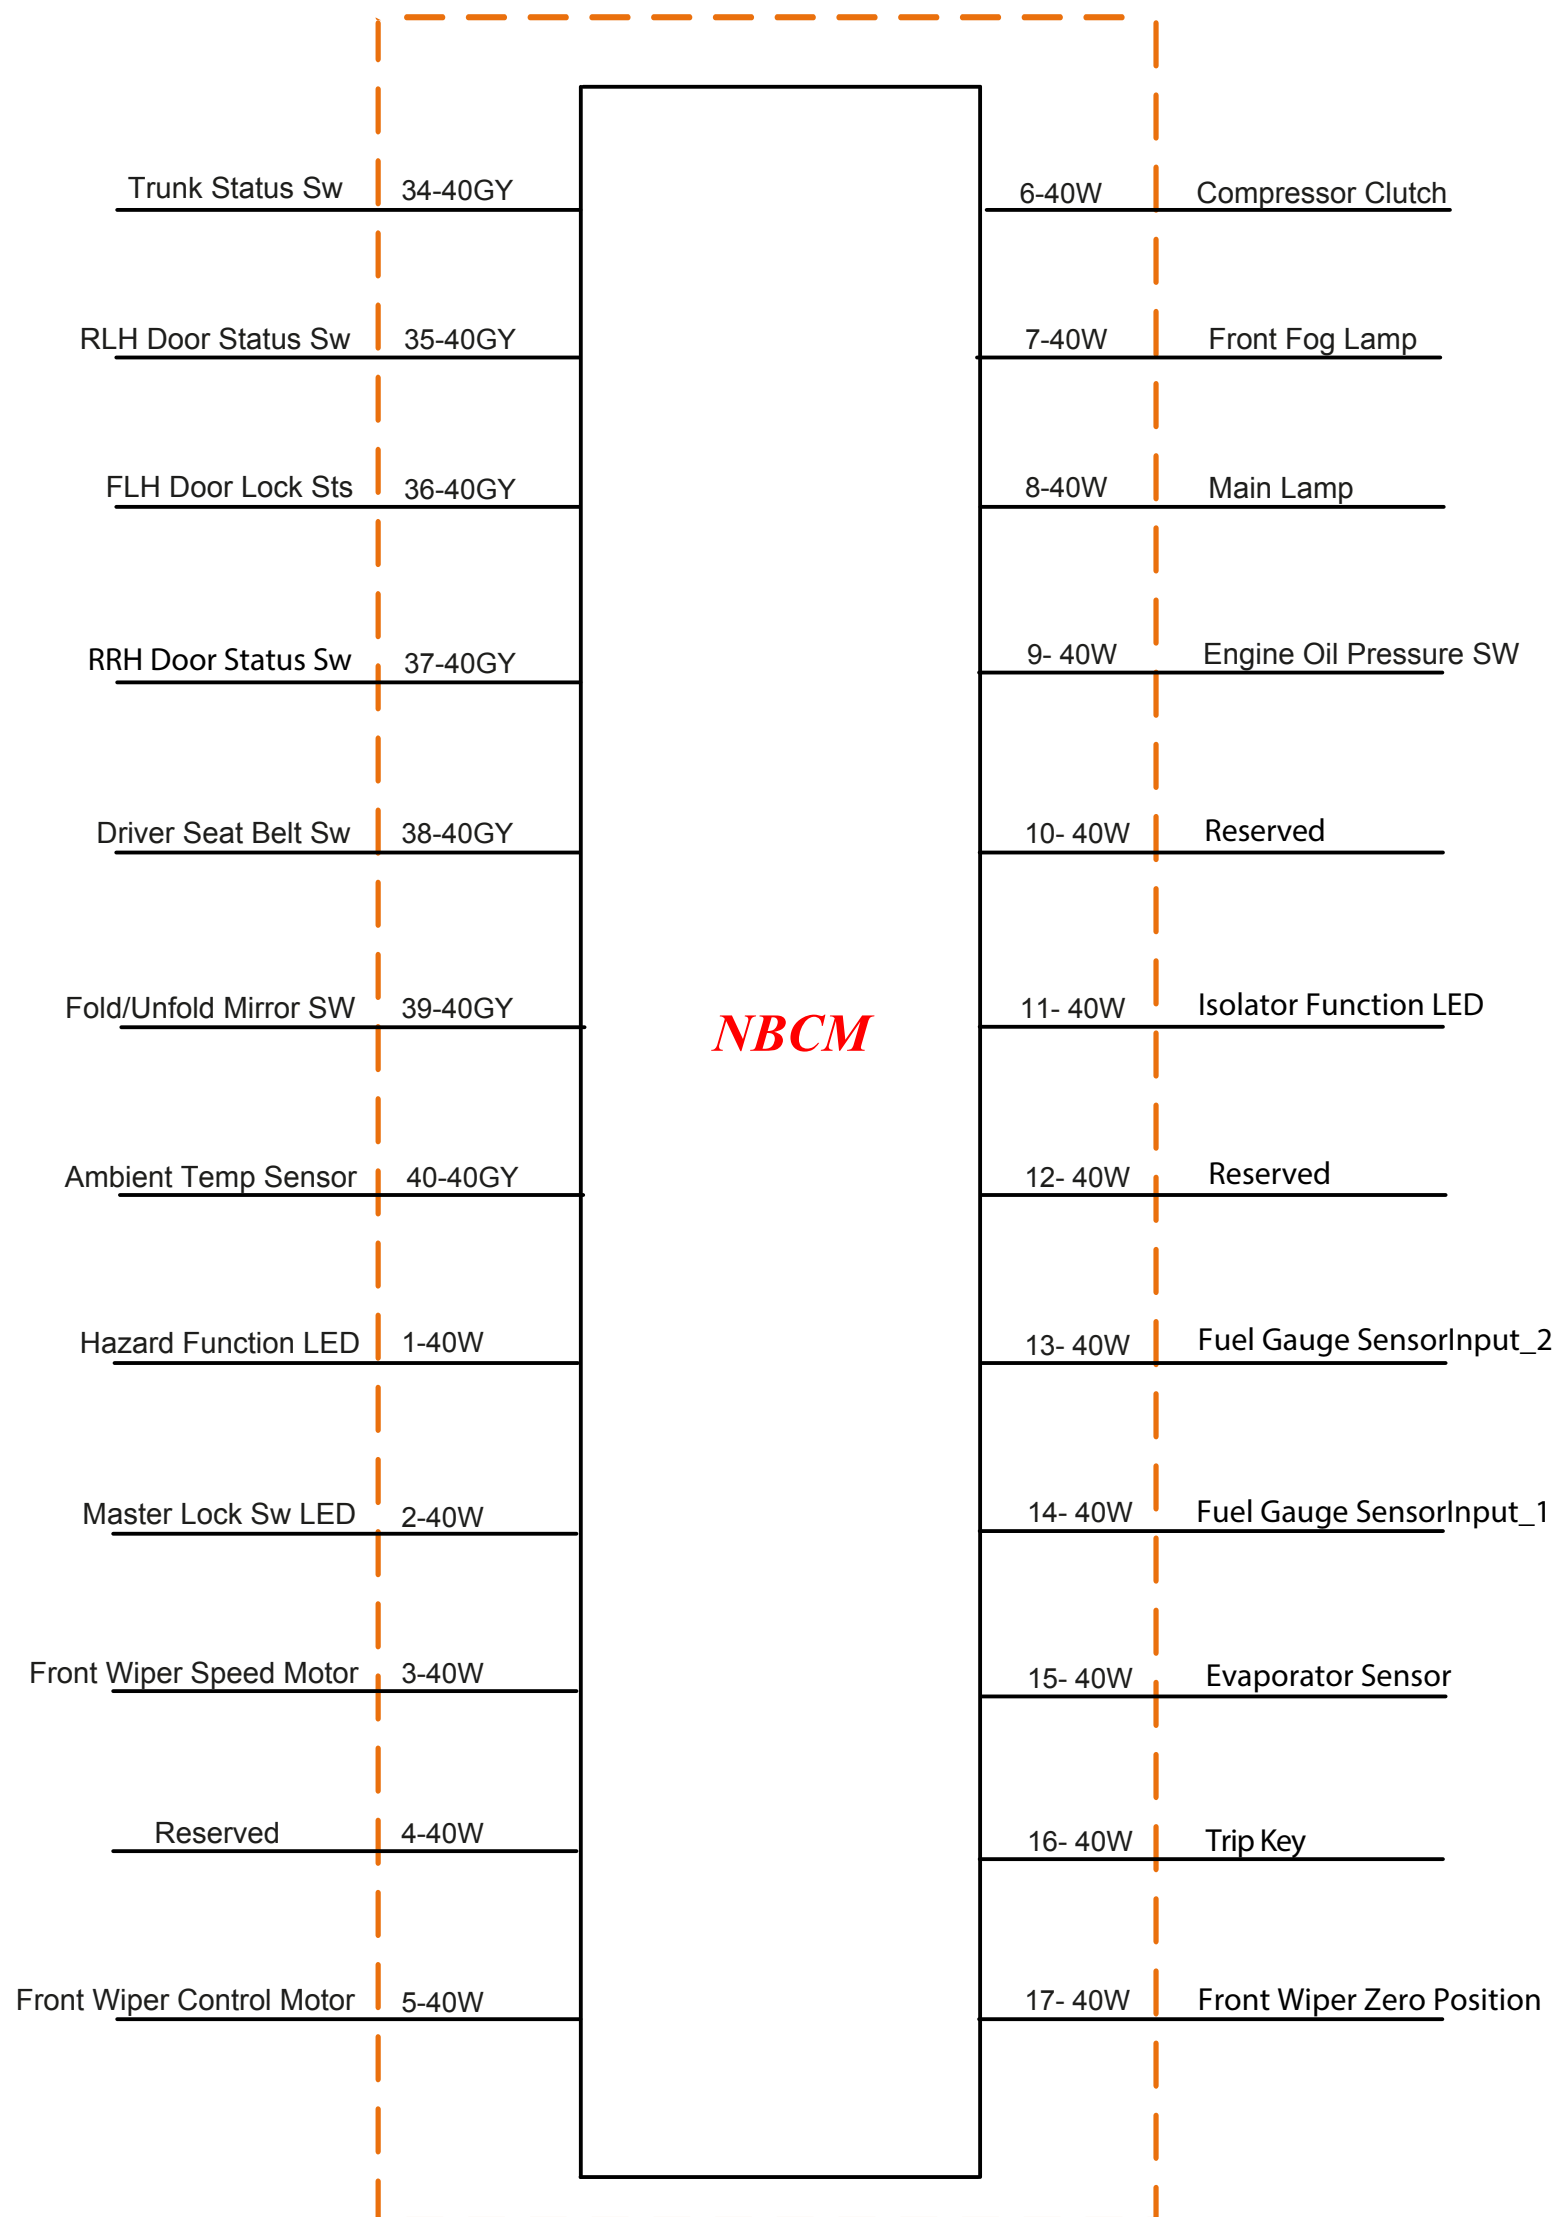 Trunk Status Sw 34-40GY 6-40W Compressor Clutch
RLH Door Status Sw 35-40GY 7-40W Front Fog Lamp
FLH Door Lock Sts 36-40GY 8-40W Main Lamp
RRH Door Status Sw 37-40GY 9- 40W Engine Oil Pressure SW
Driver Seat Belt Sw 38-40GY 10- 40W Reserved
Fold/Unfold Mirror SW 39-40GY 11- 40W Isolator Function LED
NBCM
Ambient Temp Sensor 40-40GY 12- 40W Reserved
Hazard Function LED 1-40W 13- 40W Fuel Gauge SensorInput_2
Master Lock Sw LED 2-40W 14- 40W Fuel Gauge SensorInput_1
Front Wiper Speed Motor 3-40W 15- 40W Evaporator Sensor
Reserved 4-40W 16- 40W Trip Key
Front Wiper Control Motor 5-40W 17- 40W Front Wiper Zero Position